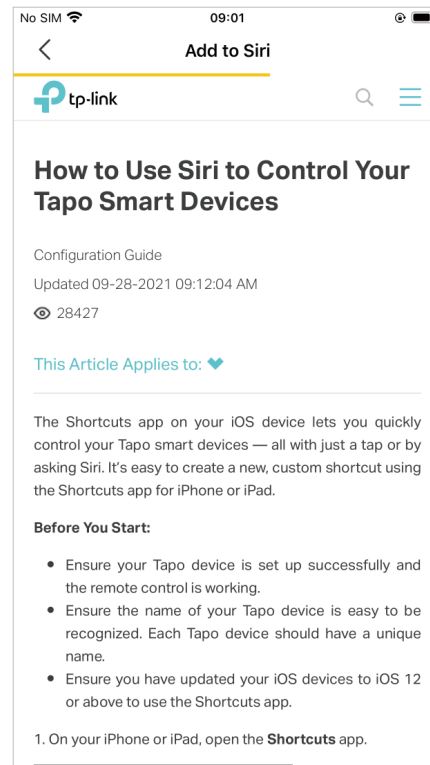 No SIM 09:01
Add to Siri
tp-link
How to Use Siri to Control Your
Tapo Smart Devices
Configuration Guide
Updated 09-28-2021 09:12:04 AM
28427
This Article Applies to:
The Shortcuts app on your iOS device lets you quickly
control your Tapo smart devices — all with just a tap or by
asking Siri. It's easy to create a new, custom shortcut using
the Shortcuts app for iPhone or iPad.
Before You Start:
• Ensure your Tapo device is set up successfully and
the remote control is working.
• Ensure the name of your Tapo device is easy to be
recognized. Each Tapo device should have a unique
name.
• Ensure you have updated your iOS devices to iOS 12
or above to use the Shortcuts app.
1. On your iPhone or iPad, open the Shortcuts app.